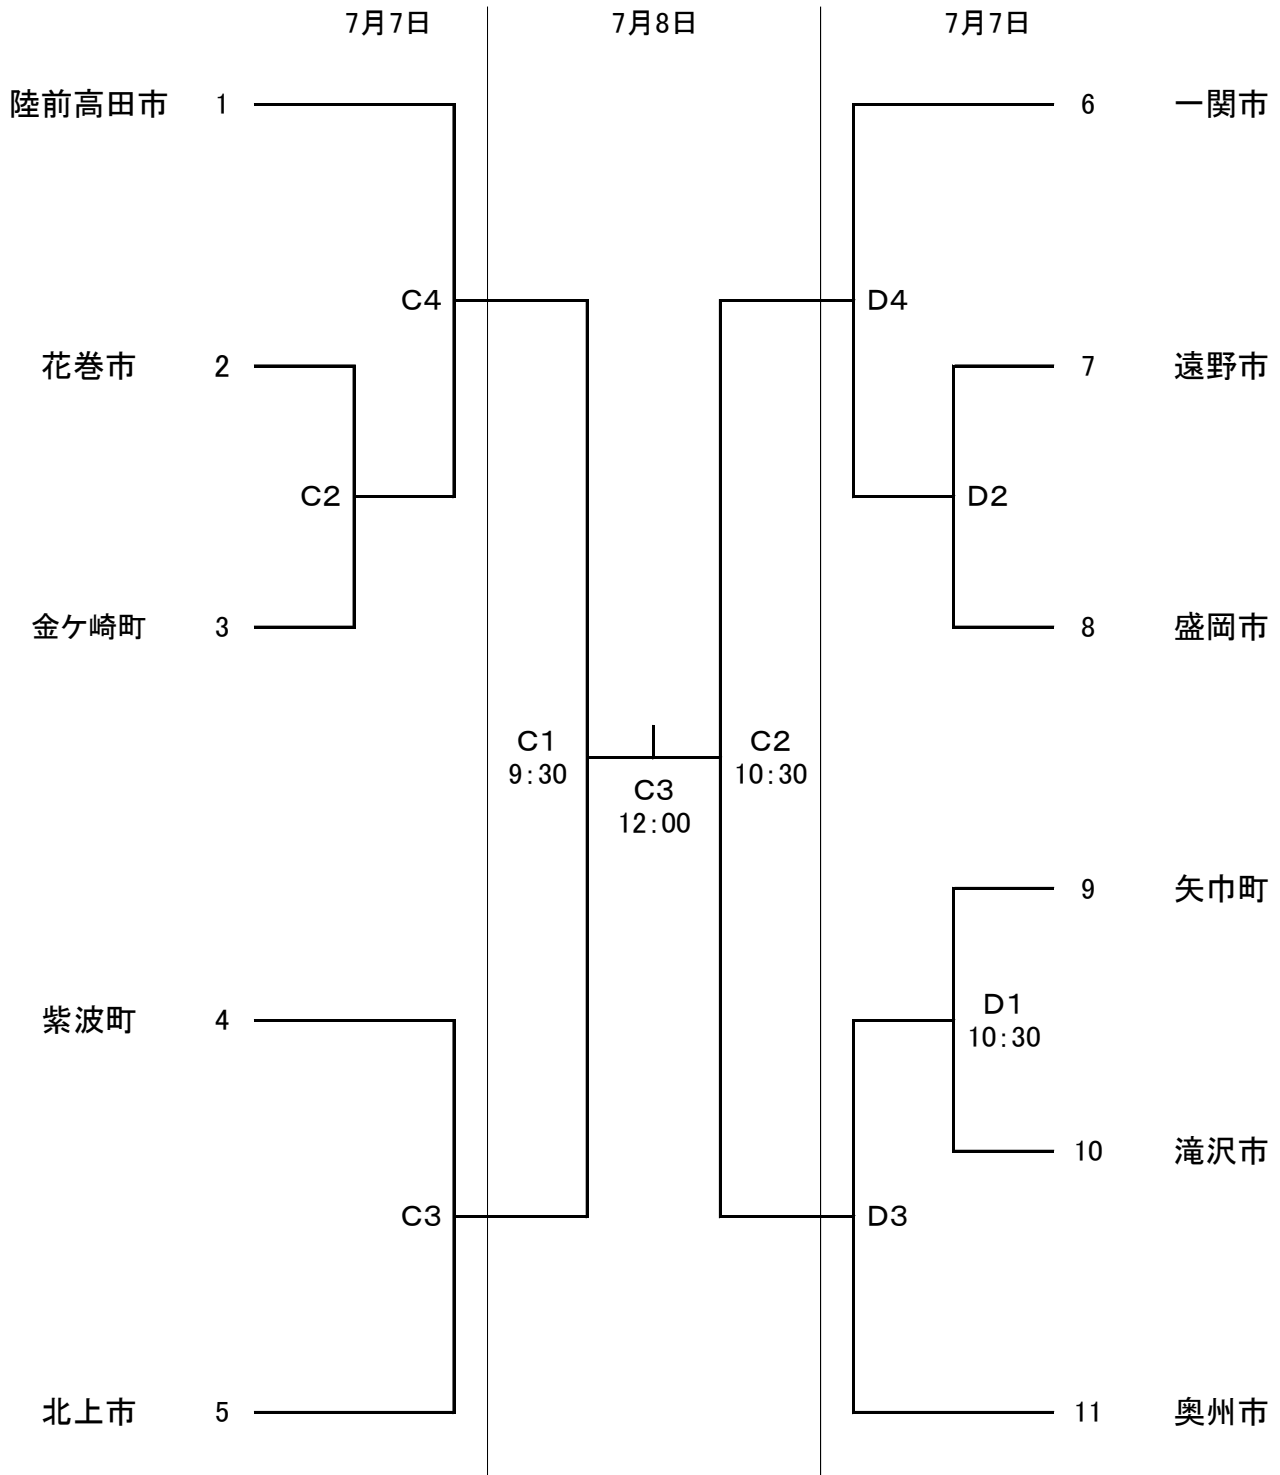 7月7日 7月8日 7月7日
陸前高田市 1 6 一関市
C4 D4
花巻市 2 7 遠野市
C2 D2
金ケ崎町 3 8 盛岡市
C1 C2
9:30 10:30
C3
12:00
9 矢巾町
D1
紫波町 4
10:30
10 滝沢市
C3 D3
北上市 5 11 奥州市